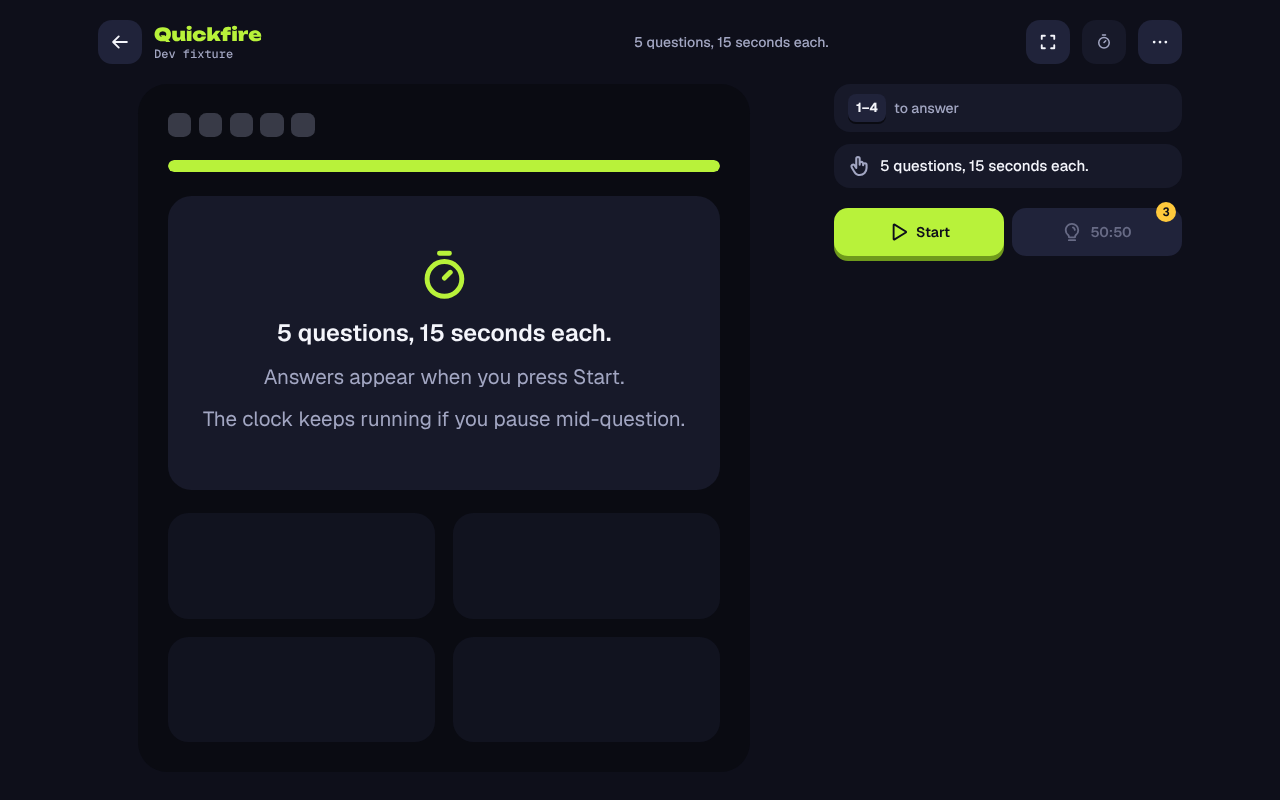 Quickfire
Dev fixture
5 questions, 15 seconds each.
5 questions, 15 seconds each.
Answers appear when you press Start.
The clock keeps running if you pause mid-question.
1–4 to answer
5 questions, 15 seconds each.
Start
50:50
3